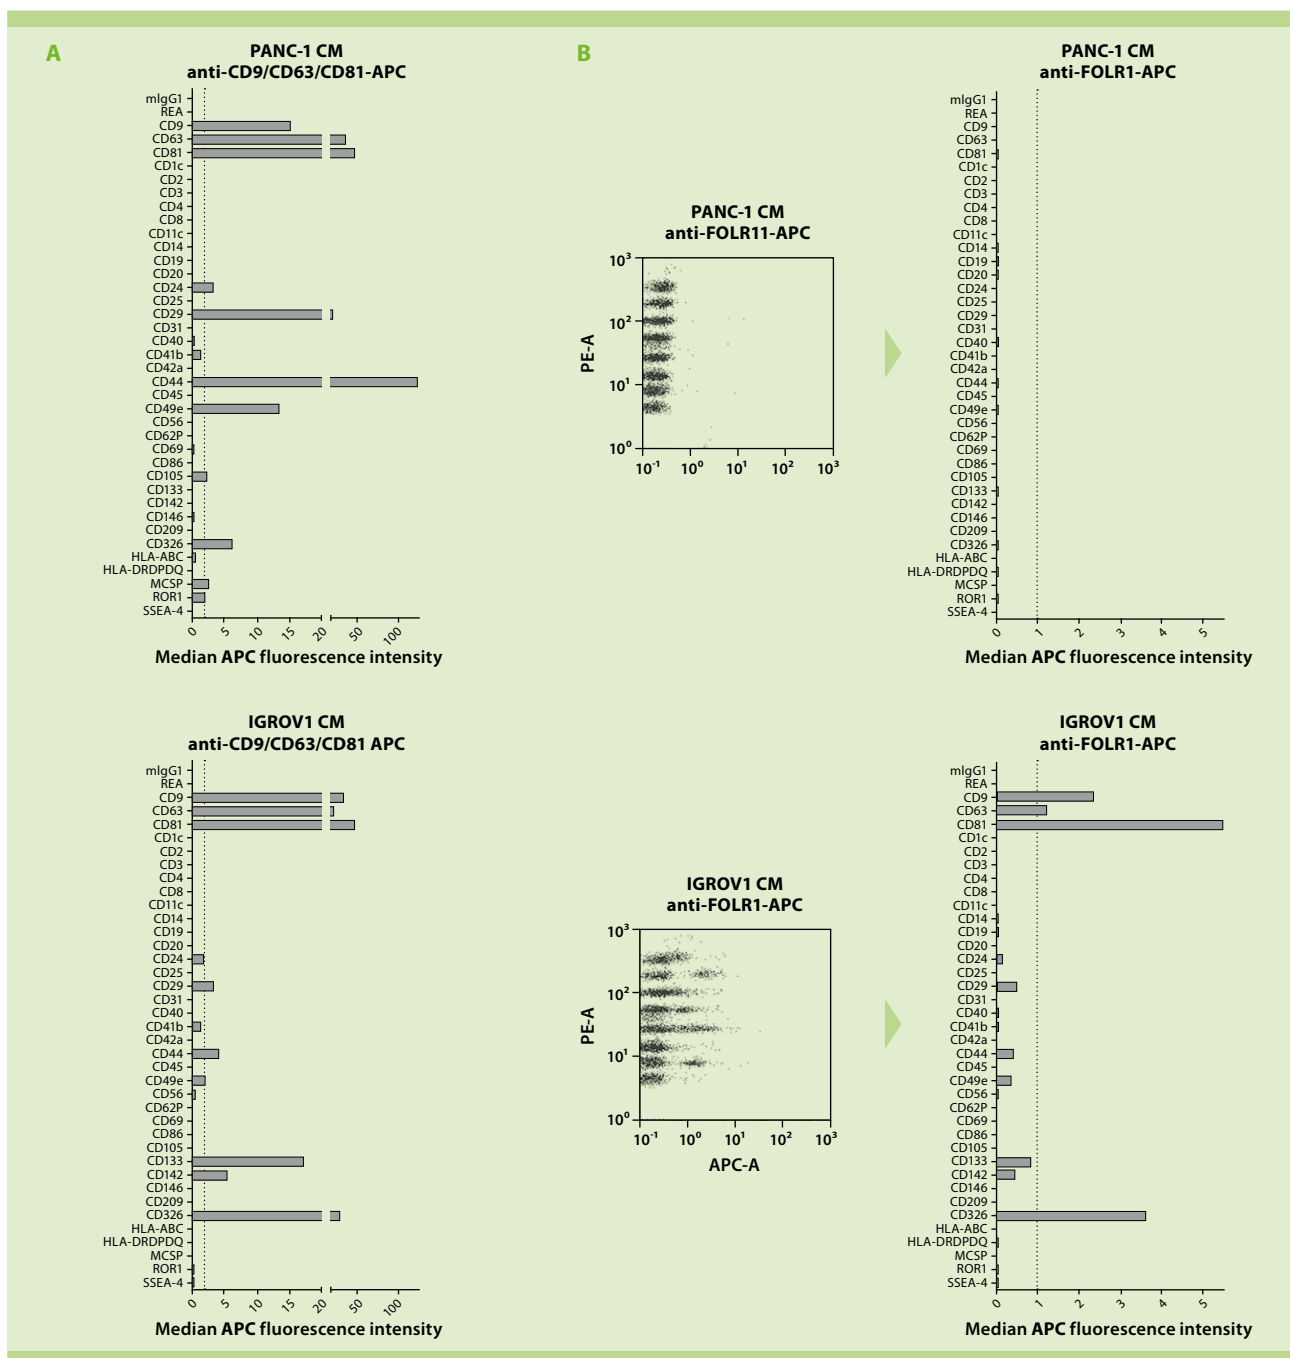 A
PANC-1 CM
anti-CD9/CD63/CD81-APC
mIgG1
REA
CD9
CD63
CD81
CD1c
CD2
CD3
CD4
CD8
CD11c
CD14
CD19
CD20
CD24
CD25
CD29
CD31
CD40
CD41b
CD42a
CD44
CD45
CD49e
CD56
CD62P
CD69
CD86
CD105
CD133
CD142
CD146
CD209
CD326
HLA-ABC
HLA-DRDPDQ
MCSP
ROR1
SSEA-4
0 5 10 15 20 50 100
Median APC fluorescence intensity
B
PANC-1 CM
anti-FOLR11-APC
10³
10²
10¹
10⁰
PE-A
10⁻¹ 10⁰ 10¹ 10² 10³
PANC-1 CM
anti-FOLR1-APC
mIgG1
REA
CD9
CD63
CD81
CD1c
CD2
CD3
CD4
CD8
CD11c
CD14
CD19
CD20
CD24
CD25
CD29
CD31
CD40
CD41b
CD42a
CD44
CD45
CD49e
CD56
CD62P
CD69
CD86
CD105
CD133
CD142
CD146
CD209
CD326
HLA-ABC
HLA-DRDPDQ
MCSP
ROR1
SSEA-4
0 1 2 3 4 5
Median APC fluorescence intensity
IGROV1 CM
anti-CD9/CD63/CD81 APC
mIgG1
REA
CD9
CD63
CD81
CD1c
CD2
CD3
CD4
CD8
CD11c
CD14
CD19
CD20
CD24
CD25
CD29
CD31
CD40
CD41b
CD42a
CD44
CD45
CD49e
CD56
CD62P
CD69
CD86
CD105
CD133
CD142
CD146
CD209
CD326
HLA-ABC
HLA-DRDPDQ
MCSP
ROR1
SSEA-4
0 5 10 15 20 50 100
Median APC fluorescence intensity
IGROV1 CM
anti-FOLR1-APC
10³
10²
10¹
10⁰
PE-A
10⁻¹ 10⁰ 10¹ 10² 10³
APC-A
IGROV1 CM
anti-FOLR1-APC
mIgG1
REA
CD9
CD63
CD81
CD1c
CD2
CD3
CD4
CD8
CD11c
CD14
CD19
CD20
CD24
CD25
CD29
CD31
CD40
CD41b
CD42a
CD44
CD45
CD49e
CD56
CD62P
CD69
CD86
CD105
CD133
CD142
CD146
CD209
CD326
HLA-ABC
HLA-DRDPDQ
MCSP
ROR1
SSEA-4
0 1 2 3 4 5
Median APC fluorescence intensity